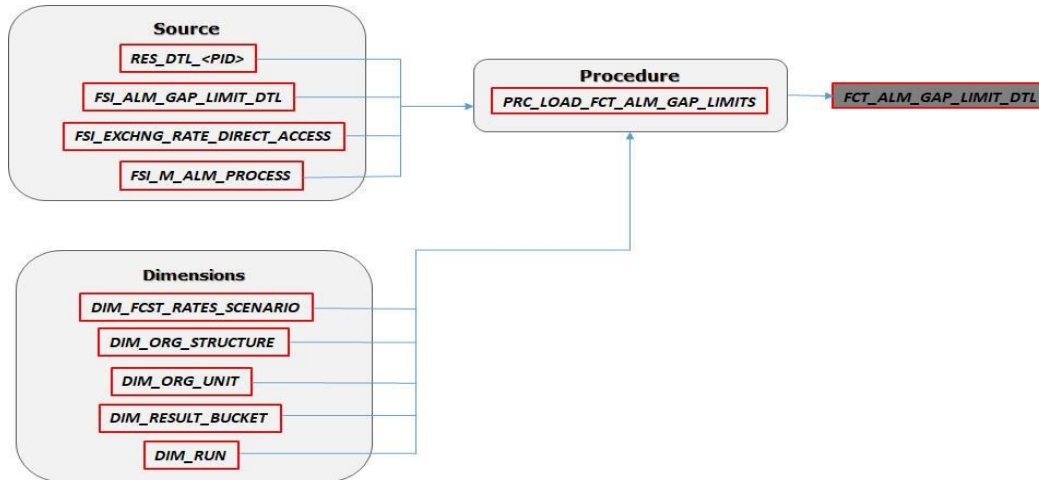 Source
RES_DTL_<PID>
FSI_ALM_GAP_LIMIT_DTL
FSI_EXCHNG_RATE_DIRECT_ACCESS
FSI_M_ALM_PROCESS
Procedure
PRC_LOAD_FCT_ALM_GAP_LIMITS
FCT_ALM_GAP_LIMIT_DTL
Dimensions
DIM_FCST_RATES_SCENARIO
DIM_ORG_STRUCTURE
DIM_ORG_UNIT
DIM_RESULT_BUCKET
DIM_RUN